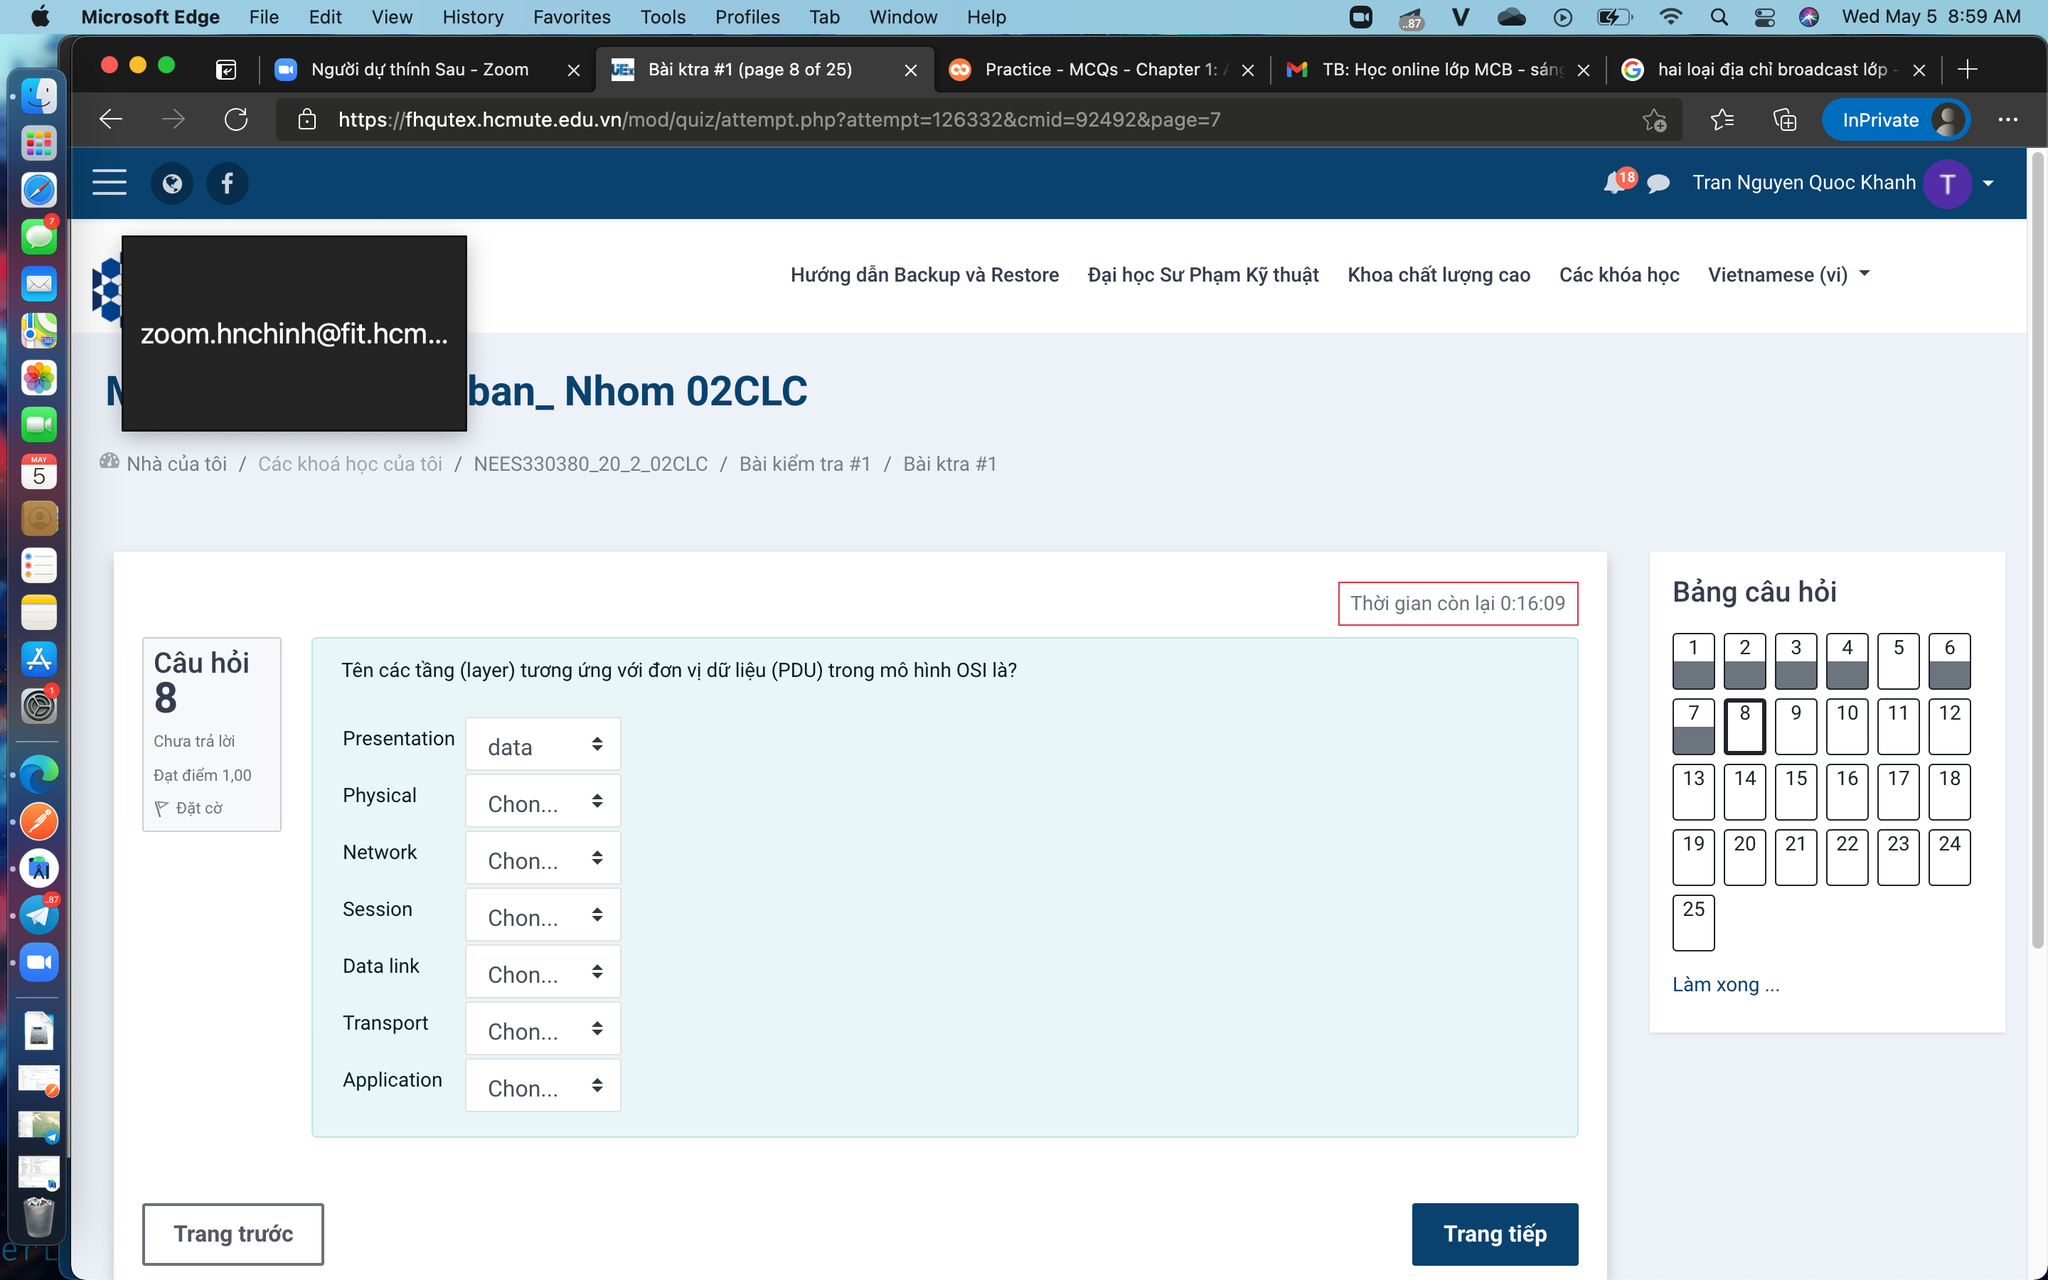 Microsoft Edge File Edit View History Favorites Tools Profiles Tab Window Help
..87
V
Wed May 5 8:59 AM
Người dự thính Sau - Zoom
UTEx
Bài ktra #1 (page 8 of 25)
Practice - MCQs - Chapter 1:
TB: Học online lớp MCB - sáng
hai loại địa chỉ broadcast lớp -
https://fhqutex.hcmute.edu.vn/mod/quiz/attempt.php?attempt=126332&cmid=92492&page=7
InPrivate
18
Tran Nguyen Quoc Khanh
T
zoom.hnchinh@fit.hcm...
Hướng dẫn Backup và Restore
Đại học Sư Phạm Kỹ thuật
Khoa chất lượng cao
Các khóa học
Vietnamese (vi)
ban_ Nhom 02CLC
Nhà của tôi / Các khoá học của tôi / NEES330380_20_2_02CLC / Bài kiểm tra #1 / Bài ktra #1
Thời gian còn lại 0:16:09
Câu hỏi
8
Chưa trả lời
Đạt điểm 1,00
Đặt cờ
Tên các tầng (layer) tương ứng với đơn vị dữ liệu (PDU) trong mô hình OSI là?
Presentation data
Physical Chon...
Network Chon...
Session Chon...
Data link Chon...
Transport Chon...
Application Chon...
Trang trước
Trang tiếp
Bảng câu hỏi
1 2 3 4 5 6
7 8 9 10 11 12
13 14 15 16 17 18
19 20 21 22 23 24
25
Làm xong ...
7
MAY
5
1
..87